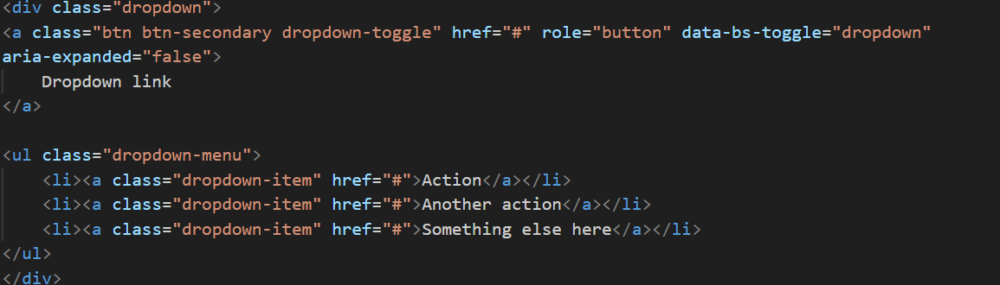 <div class="dropdown">
<a class="btn btn-secondary dropdown-toggle" href="#" role="button" data-bs-toggle="dropdown"
aria-expanded="false">
    Dropdown link
</a>

<ul class="dropdown-menu">
    <li><a class="dropdown-item" href="#">Action</a></li>
    <li><a class="dropdown-item" href="#">Another action</a></li>
    <li><a class="dropdown-item" href="#">Something else here</a></li>
</ul>
</div>